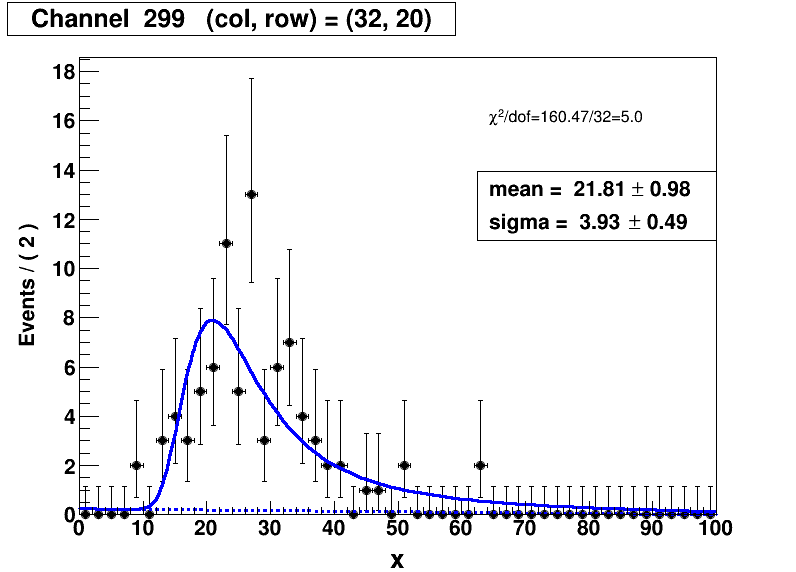 Channel 299 (col, row) = (32, 20)
χ²/dof=160.47/32=5.0
mean = 21.81 ± 0.98
sigma = 3.93 ± 0.49
Events / ( 2 )
18
16
14
12
10
8
6
4
2
0
0 10 20 30 40 50 60 70 80 90 100
x